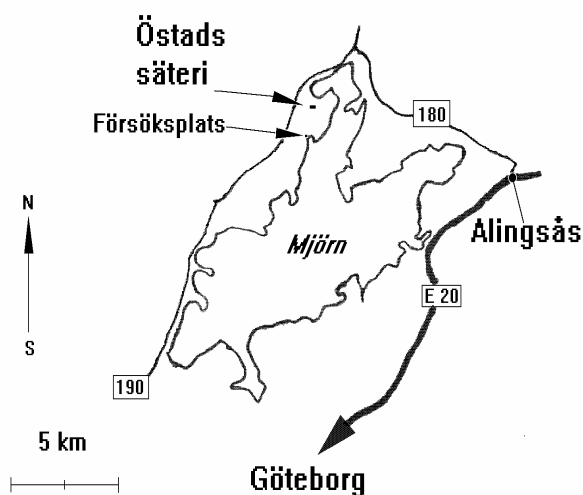 Östads
säteri
Försöksplats
180
N
Alingsås
Mjörn
E 20
S
190
5 km
Göteborg